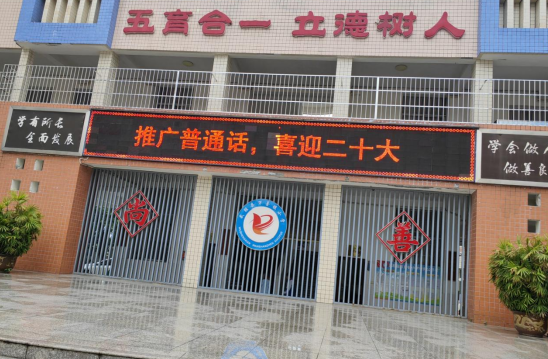 五育合一 立德树人
推广普通话，喜迎二十大
学有所长
全面发展
学会做人
做善良
尚
善